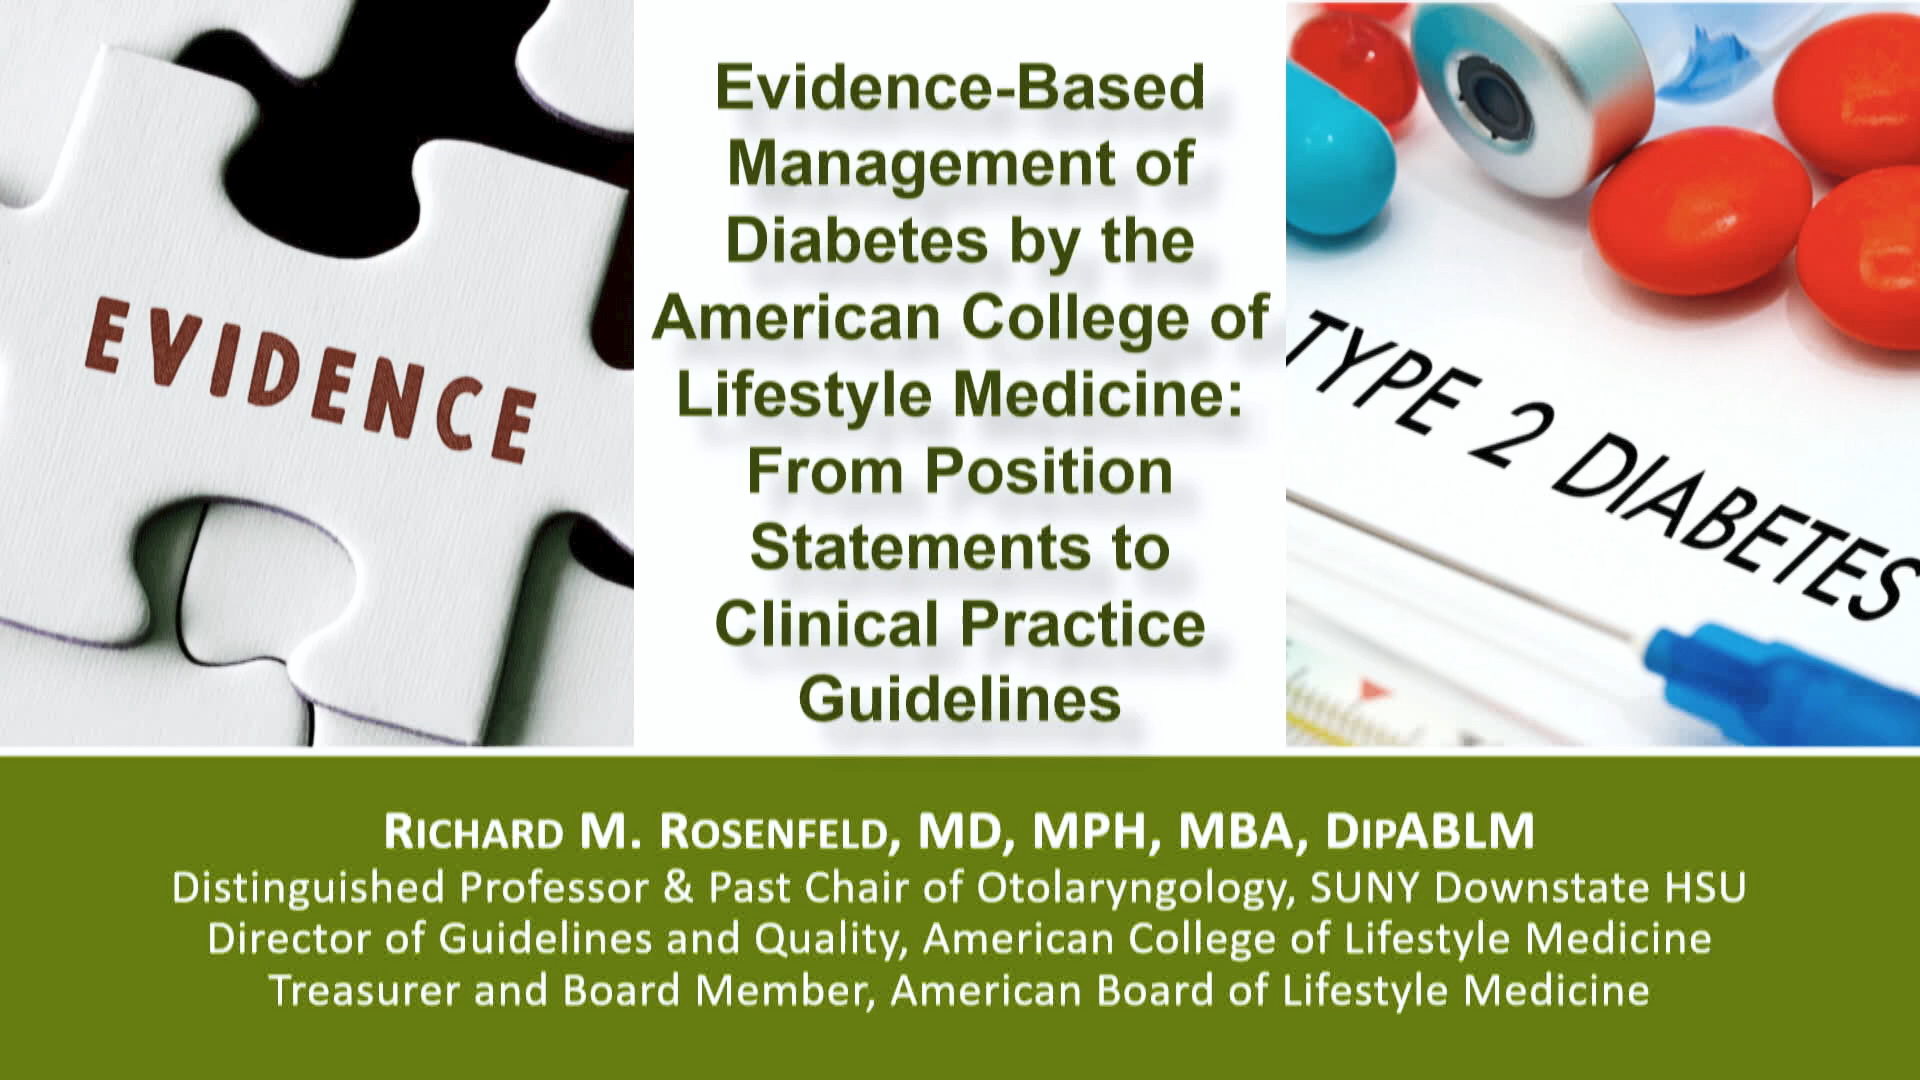 EVIDENCE
Evidence-Based
Management of
Diabetes by the
American College of
Lifestyle Medicine:
From Position
Statements to
Clinical Practice
Guidelines
TYPE 2 DIABETES
RICHARD M. ROSENFELD, MD, MPH, MBA, DIPABLM
Distinguished Professor & Past Chair of Otolaryngology, SUNY Downstate HSU
Director of Guidelines and Quality, American College of Lifestyle Medicine
Treasurer and Board Member, American Board of Lifestyle Medicine